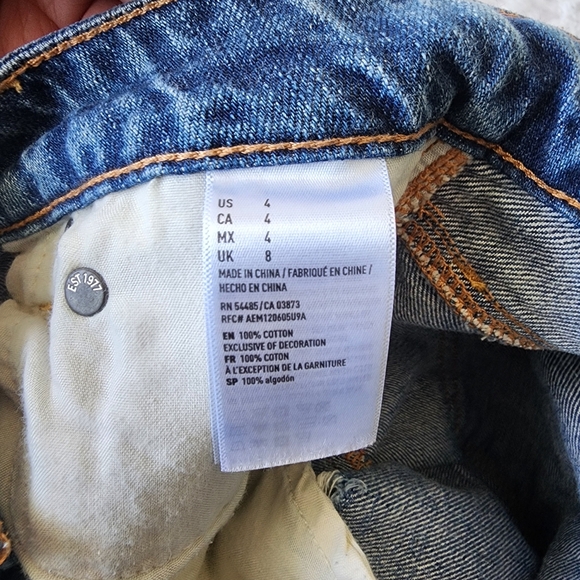 US 4
CA 4
MX 4
UK 8
MADE IN CHINA / FABRIQUÉ EN CHINE /
HECHO EN CHINA
RN 54485/CA 03873
RFC# AEM120605U9A
EN 100% COTTON
EXCLUSIVE OF DECORATION
FR 100% COTON
À L'EXCEPTION DE LA GARNITURE
SP 100% algodón
EST 1977